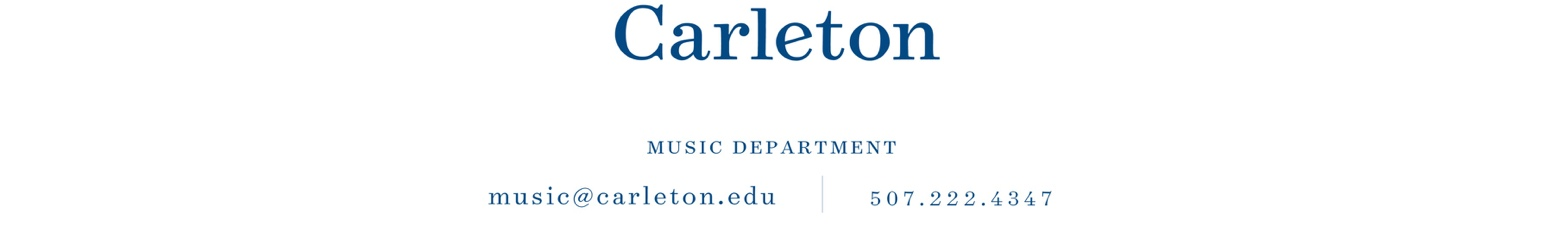 Carleton
MUSIC DEPARTMENT
music@carleton.edu 507.222.4347